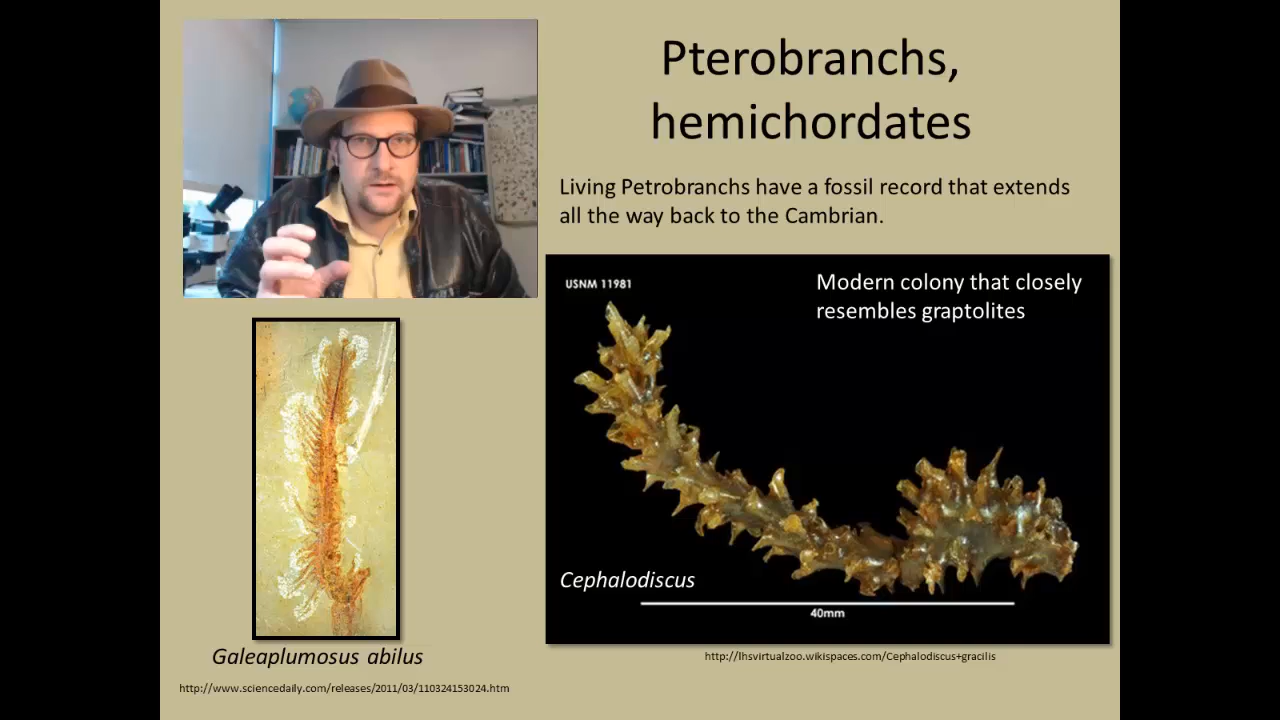 Pterobranchs,
hemichordates
Living Petrobranchs have a fossil record that extends
all the way back to the Cambrian.
USNM 11981
Modern colony that closely
resembles graptolites
Cephalodiscus
40mm
http://lhsvirtualzoo.wikispaces.com/Cephalodiscus+gracilis
Galeaplumosus abilus
http://www.sciencedaily.com/releases/2011/03/110324153024.htm